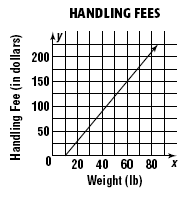 HANDLING FEES
y
Handling Fee (in dollars)
200
150
100
50
0 20 40 60 80 x
Weight (lb)